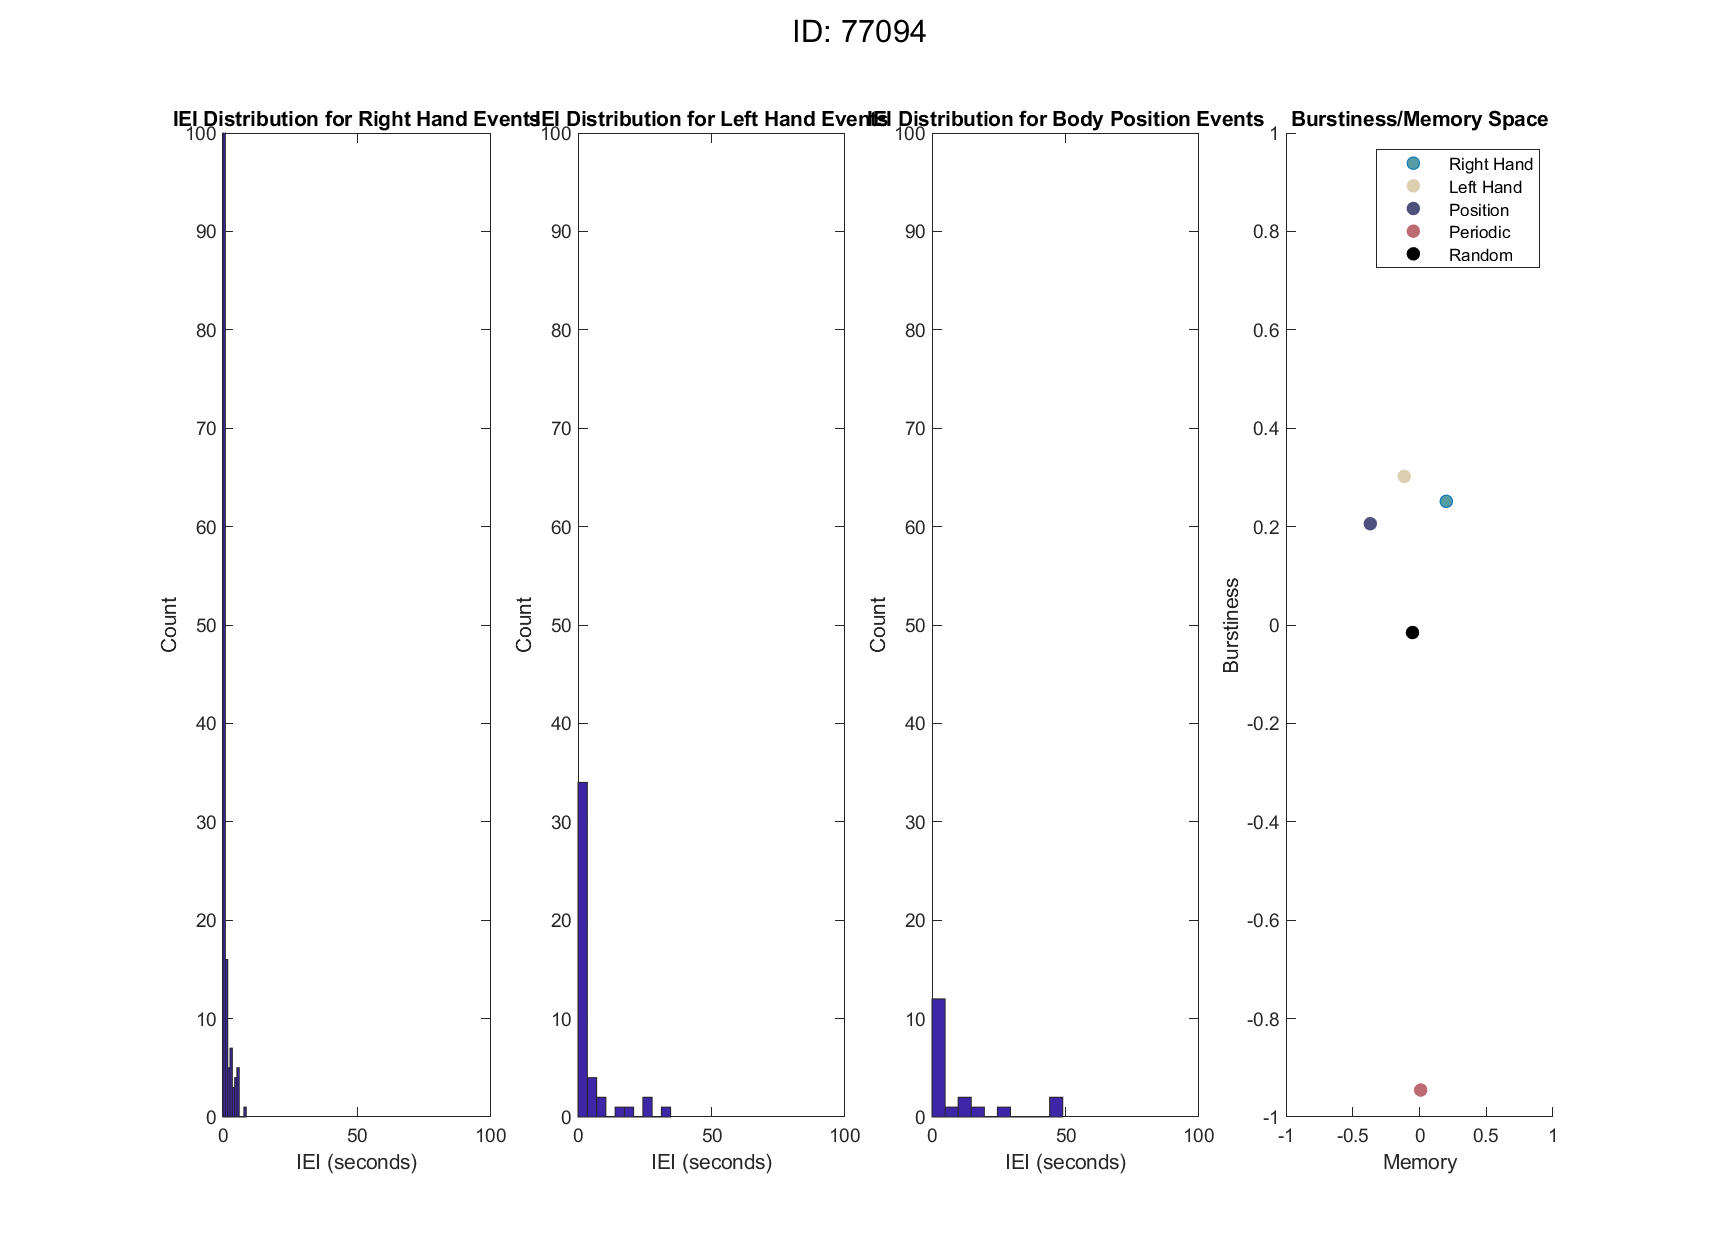 ID: 77094
IEI Distribution for Right Hand Events
100
90
80
70
60
50
40
30
20
10
0
Count
0 50 100
IEI (seconds)
IEI Distribution for Left Hand Events
100
90
80
70
60
50
40
30
20
10
0
Count
0 50 100
IEI (seconds)
IEI Distribution for Body Position Events
100
90
80
70
60
50
40
30
20
10
0
Count
0 50 100
IEI (seconds)
Burstiness/Memory Space
Right Hand
Left Hand
Position
Periodic
Random
1
0.8
0.6
0.4
0.2
0
-0.2
-0.4
-0.6
-0.8
-1
Burstiness
-1 -0.5 0 0.5 1
Memory